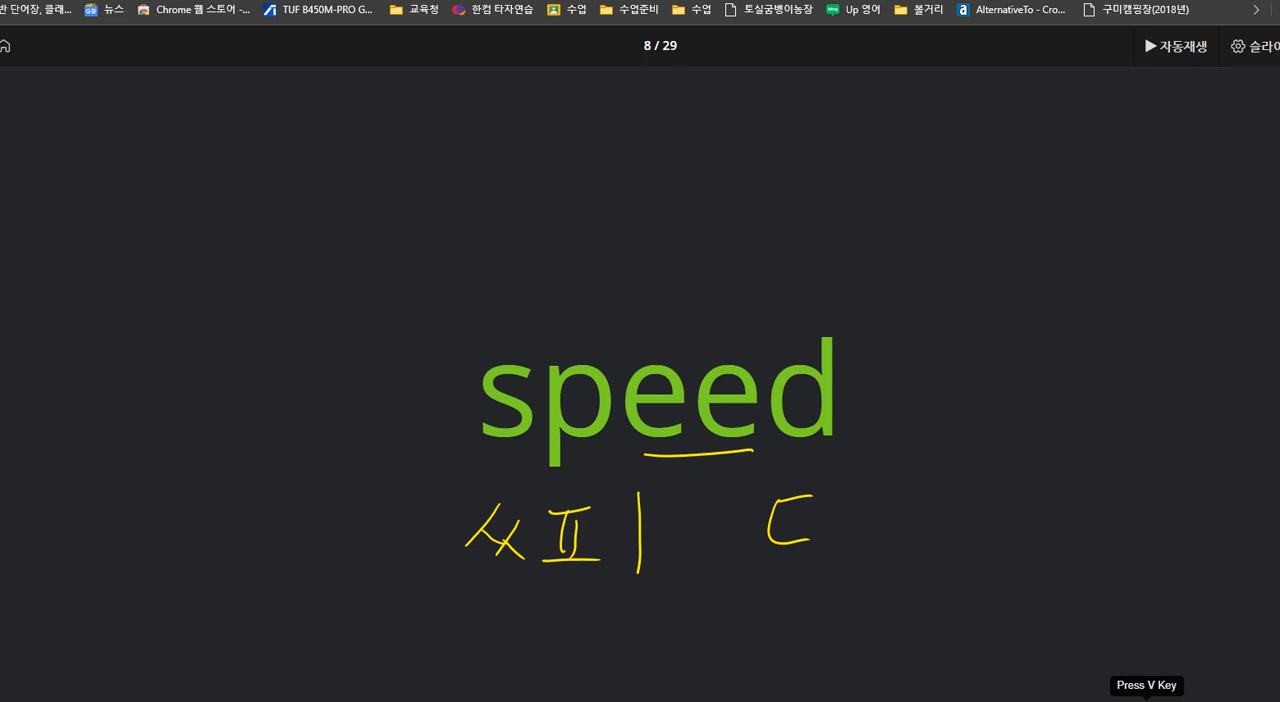 반 단어장, 클래... 뉴스 Chrome 웹 스토어 -... TUF B450M-PRO G... 교육청 한컴 타자연습 수업 수업준비 수업 토실굼벵이농장 Up 영어 볼거리 AlternativeTo - Cro... 구미캠핑장(2018년)
8 / 29 자동재생 슬라이
speed
ㅆ ㅍ ㅣ ㄷ
Press V Key